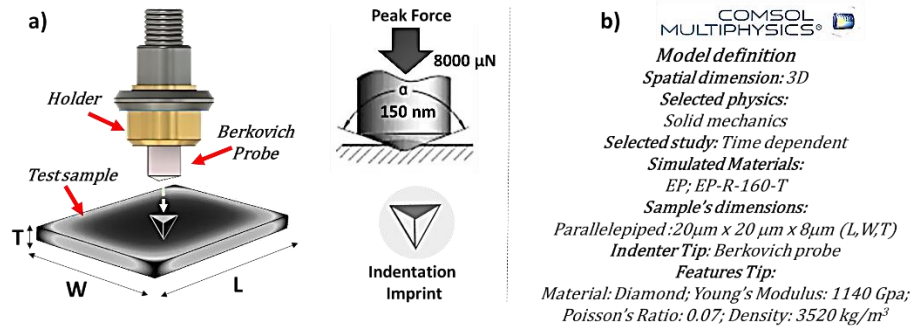 a)
Holder
Berkovich
Probe
Test sample
T
W
L
Peak Force
8000 μN
α
150 nm
Indentation
Imprint
b)
COMSOL
MULTIPHYSICS®
Model definition
Spatial dimension: 3D
Selected physics:
Solid mechanics
Selected study: Time dependent
Simulated Materials:
EP; EP-R-160-T
Sample's dimensions:
Parallelepiped :20μm x 20 μm x 8μm (L,W,T)
Indenter Tip: Berkovich probe
Features Tip:
Material: Diamond; Young's Modulus: 1140 Gpa;
Poisson's Ratio: 0.07; Density: 3520 kg/m³